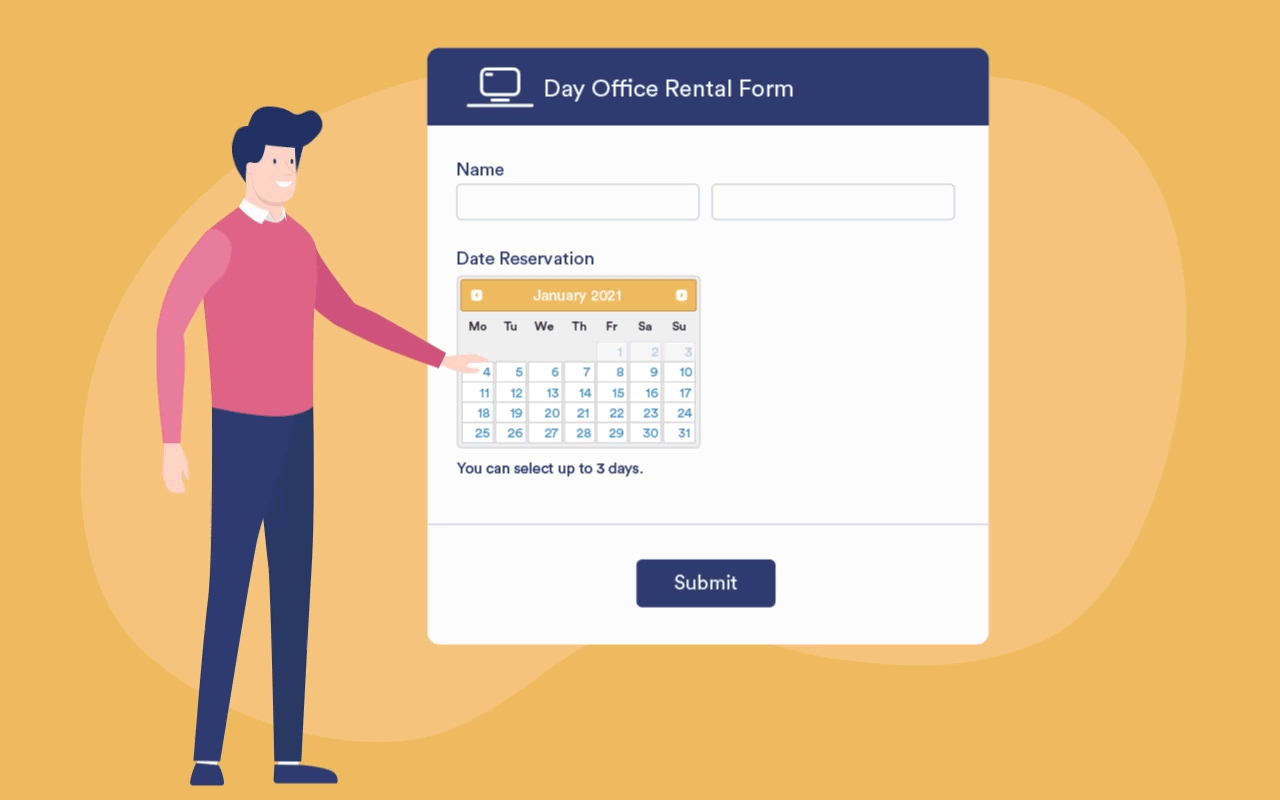 Day Office Rental Form
Name
Date Reservation
January 2021
Mo Tu We Th Fr Sa Su
1 2 3
4 5 6 7 8 9 10
11 12 13 14 15 16 17
18 19 20 21 22 23 24
25 26 27 28 29 30 31
You can select up to 3 days.
Submit